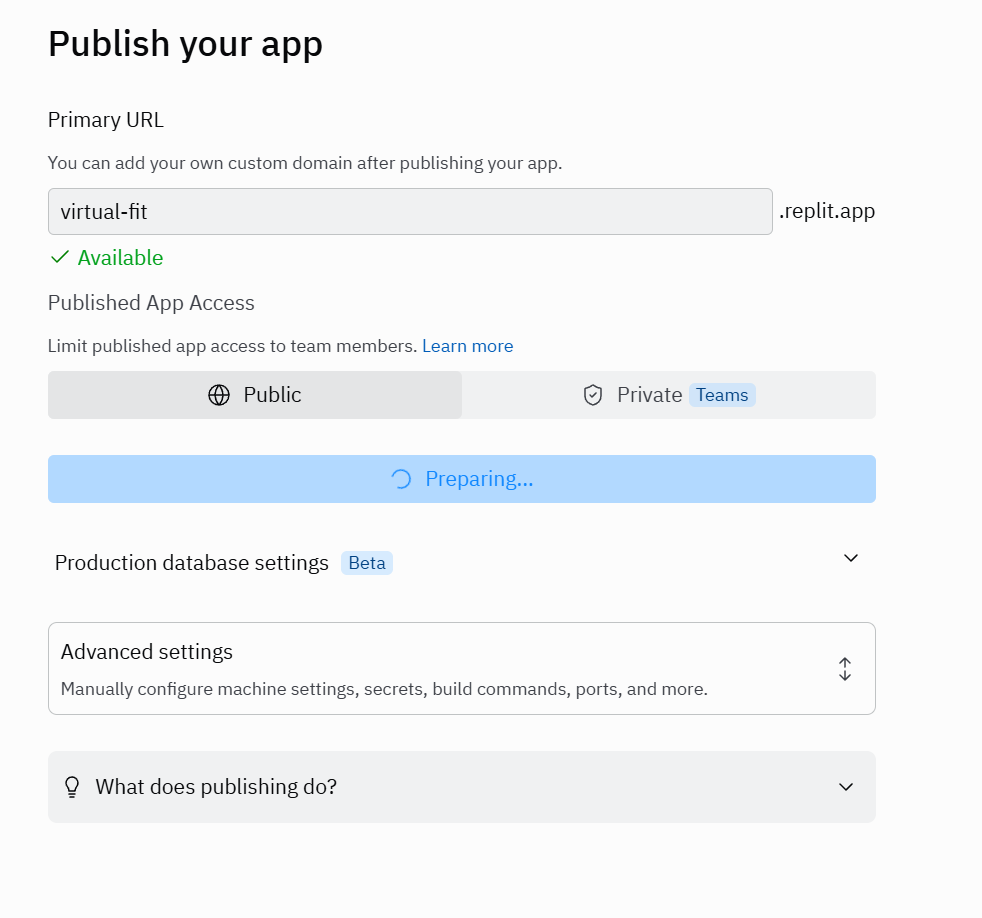 Publish your app
Primary URL
You can add your own custom domain after publishing your app.
virtual-fit .replit.app
Available
Published App Access
Limit published app access to team members. Learn more
Public Private Teams
Preparing...
Production database settings Beta
Advanced settings
Manually configure machine settings, secrets, build commands, ports, and more.
What does publishing do?